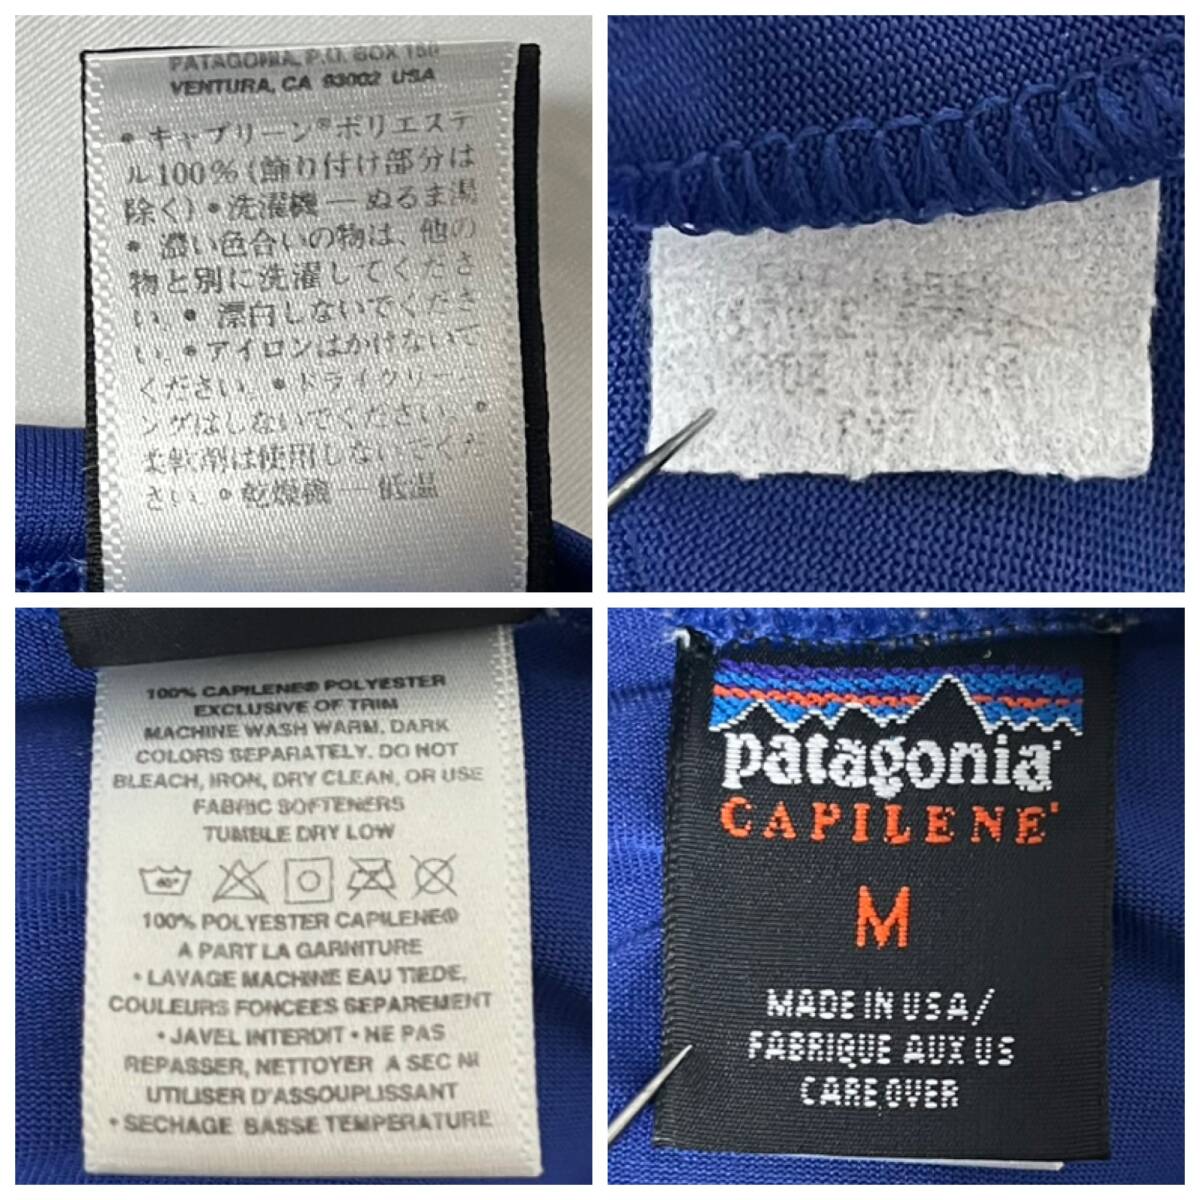 PATAGONIA, P.O. BOX 150
VENTURA, CA 93002 USA
• キャプリーン®ポリエステ
ル100%(飾り付け部分は
除く)•洗濯機―ぬるま湯
• 濃い色合いの物は、他の
物と別に洗濯してくださ
い。• 漂白しないでくださ
い。•アイロンはかけないで
ください。•ドライクリーニ
ングはしないでください。•
柔軟剤は使用しないでくだ
さい。•乾燥機―低温
100% CAPILENE® POLYESTER
EXCLUSIVE OF TRIM
MACHINE WASH WARM, DARK
COLORS SEPARATELY. DO NOT
BLEACH, IRON, DRY CLEAN, OR USE
FABRIC SOFTENERS
TUMBLE DRY LOW
40°
100% POLYESTER CAPILENE®
A PART LA GARNITURE
• LAVAGE MACHINE EAU TIEDE,
COULEURS FONCEES SEPAREMENT
• JAVEL INTERDIT • NE PAS
REPASSER, NETTOYER A SEC NI
UTILISER D'ASSOUPLISSANT
• SECHAGE BASSE TEMPERATURE
patagonia
CAPILENE
M
MADE IN USA/
FABRIQUE AUX US
CARE OVER